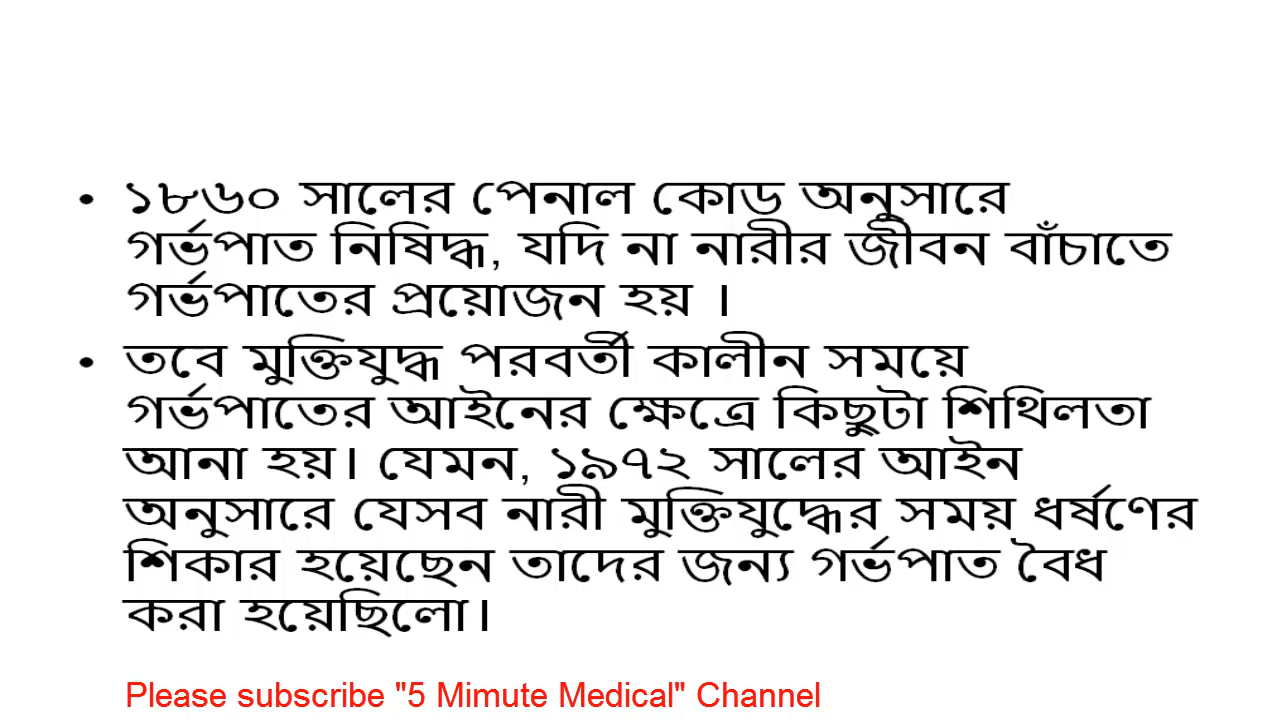 • ১৮৬০ সালের পেনাল কোড অনুসারে
গর্ভপাত নিষিদ্ধ, যদি না নারীর জীবন বাঁচাতে
গর্ভপাতের প্রয়োজন হয় ।
• তবে মুক্তিযুদ্ধ পরবর্তী কালীন সময়ে
গর্ভপাতের আইনের ক্ষেত্রে কিছুটা শিথিলতা
আনা হয়। যেমন, ১৯৭২ সালের আইন
অনুসারে যেসব নারী মুক্তিযুদ্ধের সময় ধর্ষণের
শিকার হয়েছেন তাদের জন্য গর্ভপাত বৈধ
করা হয়েছিলো।
Please subscribe "5 Mimute Medical" Channel